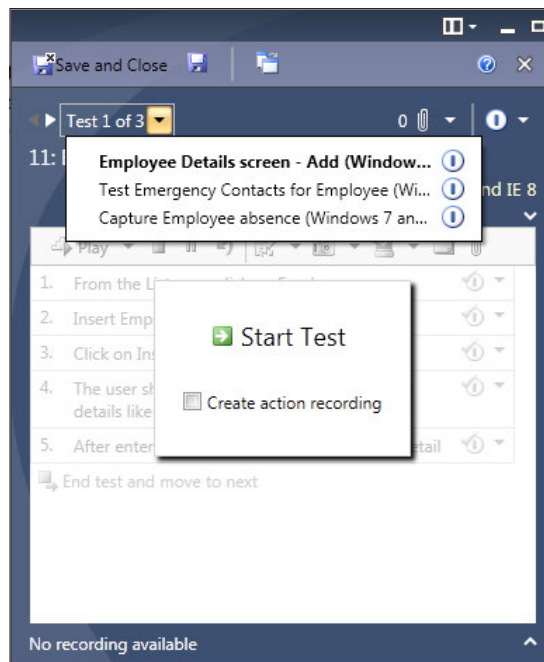 Save and Close
Test 1 of 3
0
11:
Employee Details screen - Add (Window...
Test Emergency Contacts for Employee (Wi...
nd IE 8
Capture Employee absence (Windows 7 an...
Play
1. From the
2. Insert Emp
Start Test
3. Click on Ins
4. The user sh
details like
Create action recording
5. After enter etail
End test and move to next
No recording available